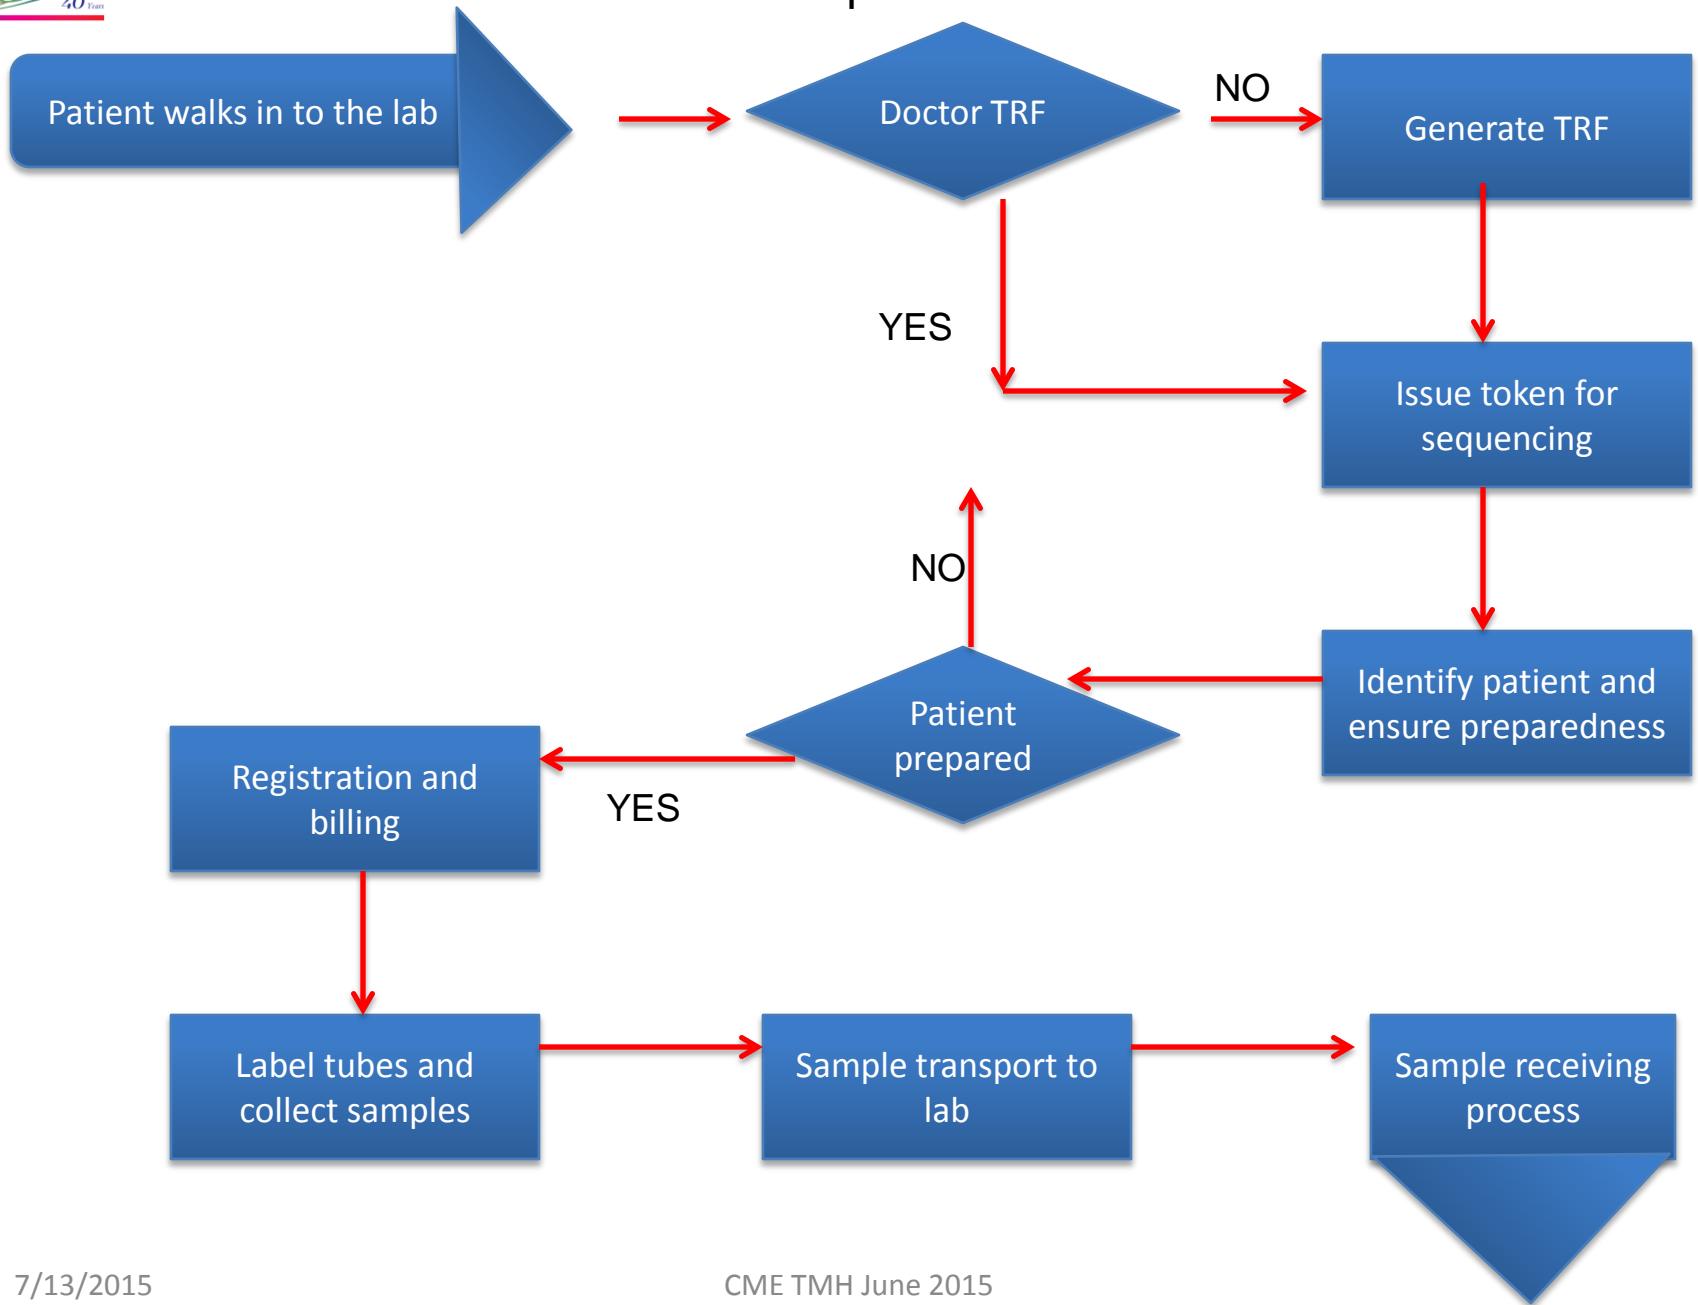 40 Years
Patient walks in to the lab
Doctor TRF
NO
Generate TRF
YES
Issue token for
sequencing
NO
Identify patient and
ensure preparedness
Patient
prepared
YES
Registration and
billing
Label tubes and
collect samples
Sample transport to
lab
Sample receiving
process
7/13/2015
CME TMH June 2015